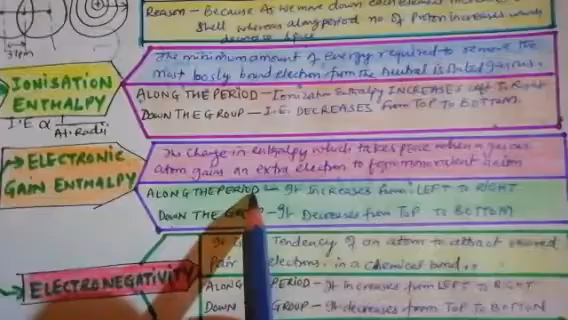 Reason - Because As we move down each element increase
shell whereas along period no. of Proton increases
decrease
31pm
IONISATION
ENTHALPY
I.E ∝ 1
At. Radii
The minimum amount of energy required to remove the
most loosly bond electron from the Neutral isolated gaseous.
ALONG THE PERIOD - Ionization Enthalpy INCREASES Left to Right
DOWN THE GROUP - I.E. DECREASES from TOP TO BOTTOM.
ELECTRONIC
GAIN ENTHALPY
The change in enthalpy which takes place when a gaseous
atom gains an extra electron to form monovalent anion
ALONG THE PERIOD - It INCREASES from LEFT TO RIGHT
DOWN THE - It Decreases from TOP TO BOTTOM
ELECTRONEGATIVITY
It is Tendency of an atom to attract
Pair electrons in a chemical bond..
ALONG PERIOD - It increases from LEFT TO RIGHT
DOWN GROUP - It decreases from TOP TO BOTTOM